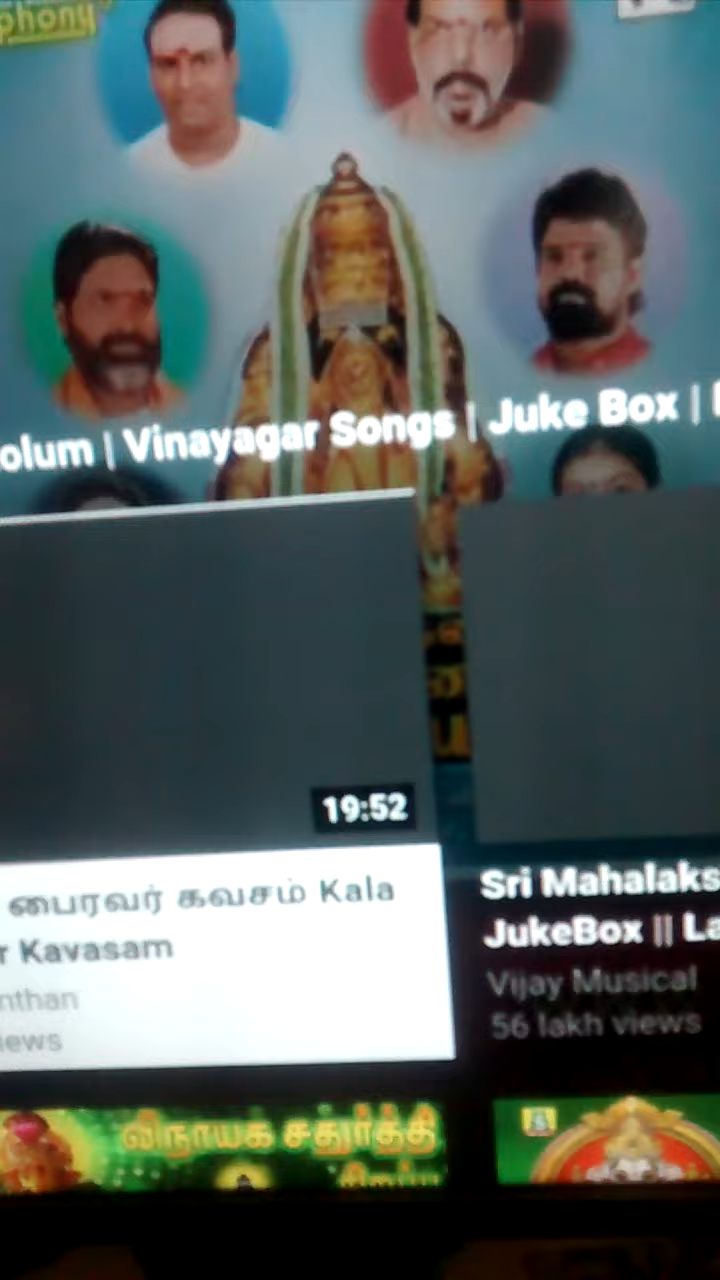 phony
olum | Vinayagar Songs | Juke Box |
19:52
பைரவர் கவசம் Kala
r Kavasam
nthan
iews
Sri Mahalaks
JukeBox || La
Vijay Musical
56 lakh views
விநாயக சதுர்த்தி